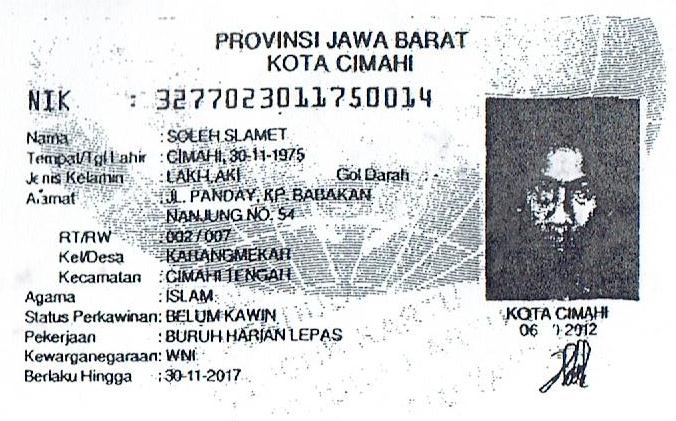 PROVINSI JAWA BARAT
KOTA CIMAHI
NIK : 3277023011750014
Nama : SOLEH SLAMET
Tempat/Tgl Lahir : CIMAHI, 30-11-1975
Jenis Kelamin : LAKI-LAKI Gol Darah : -
Alamat : JL. PANDAY, KP. BABAKAN
NANJUNG NO. 54
RT/RW : 002 / 007
Kel/Desa : KARANGMEKAR
Kecamatan : CIMAHI TENGAH
Agama : ISLAM
Status Perkawinan: BELUM KAWIN
Pekerjaan : BURUH HARIAN LEPAS
Kewarganegaraan: WNI
Berlaku Hingga : 30-11-2017
KOTA CIMAHI
06 2012